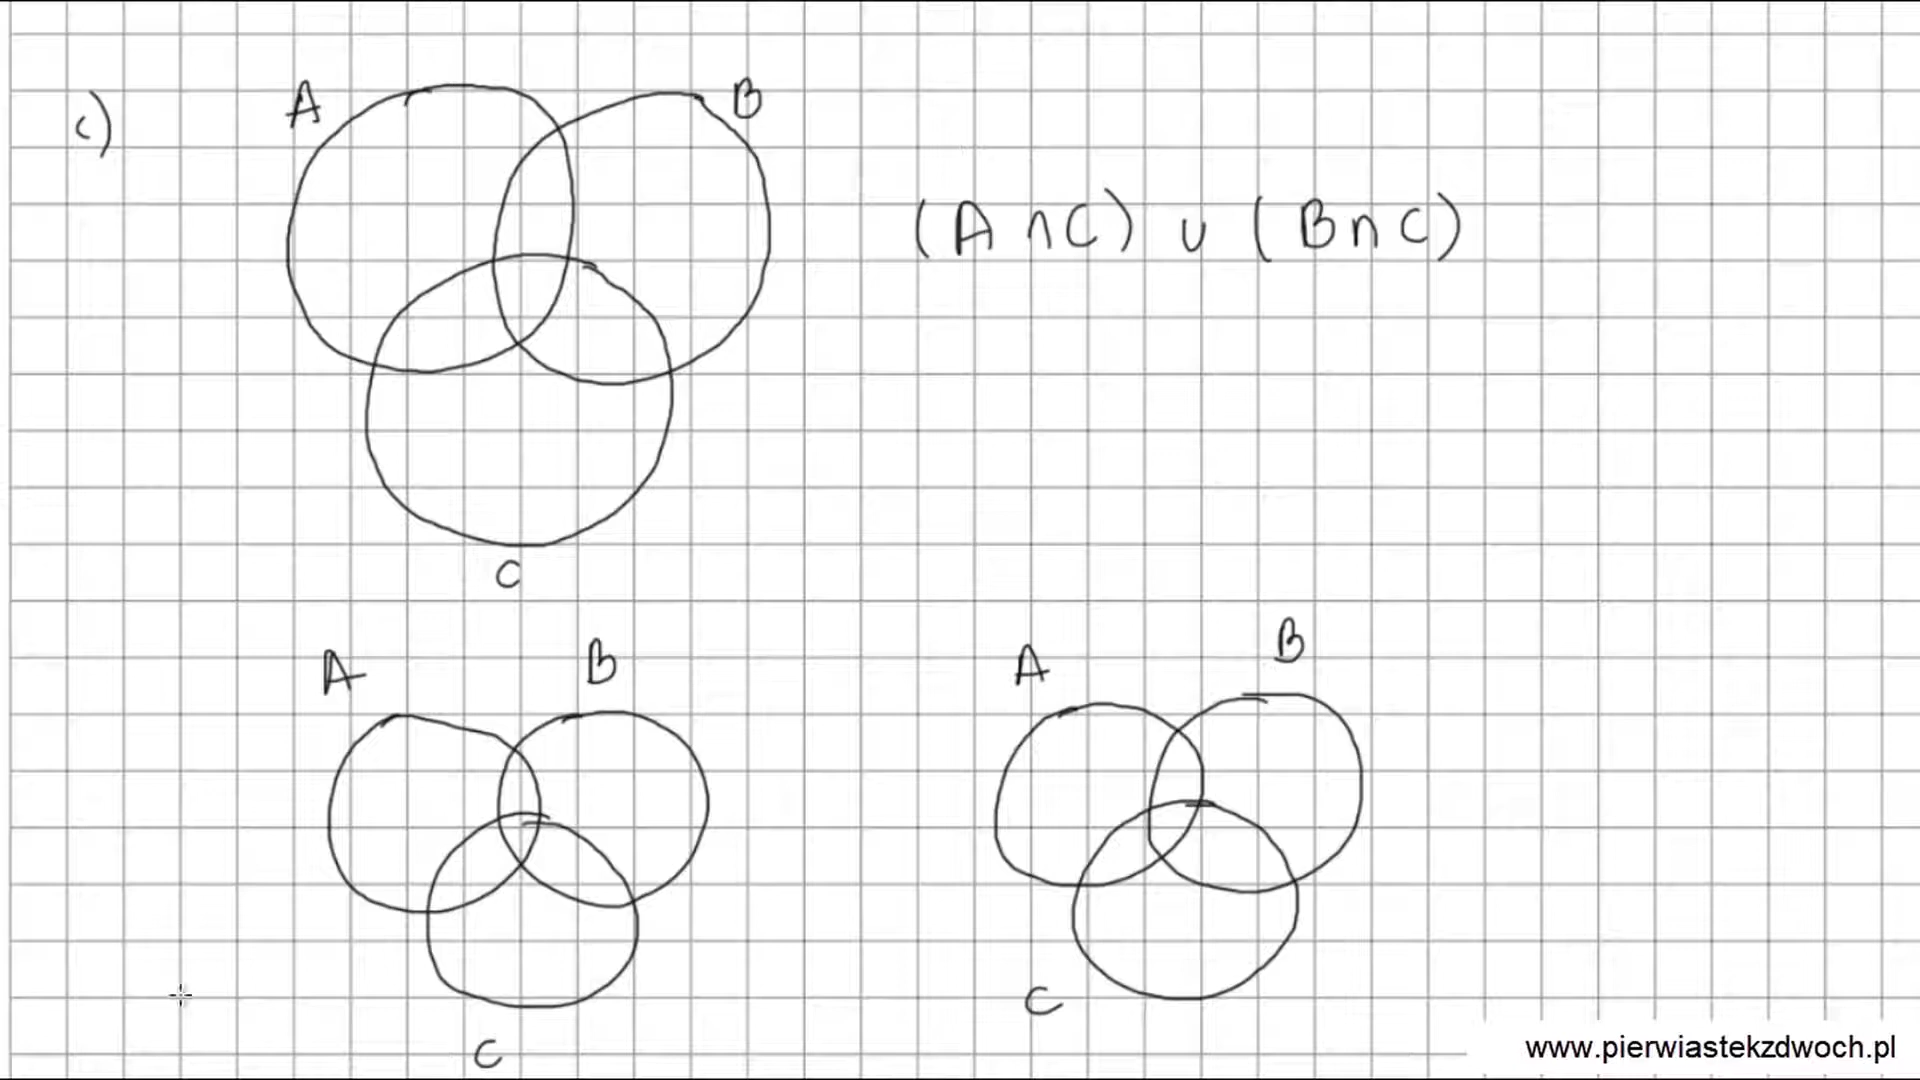 c)
A
B
(A ∩ C) ∪ (B ∩ C)
C
A
B
A
B
C
C
www.pierwiastekzdwoch.pl